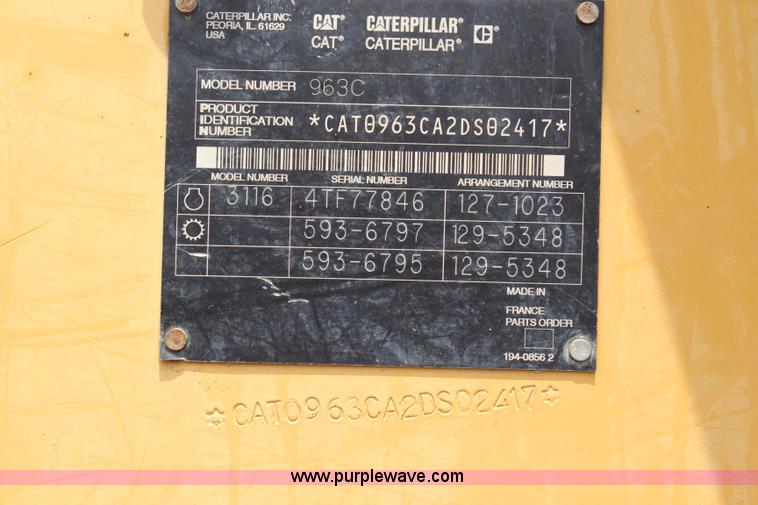 CATERPILLAR INC.
PEORIA, IL. 61629
USA
CAT® CATERPILLAR®
CAT® CATERPILLAR®
C
MODEL NUMBER 963C
PRODUCT
IDENTIFICATION
NUMBER
*CAT0963CA2DS02417*
MODEL NUMBER SERIAL NUMBER ARRANGEMENT NUMBER
3116 4TF77846 127-1023
593-6797 129-5348
593-6795 129-5348
MADE IN
FRANCE
PARTS ORDER
194-0856 2
*CAT0963CA2DS02417*
www.purplewave.com